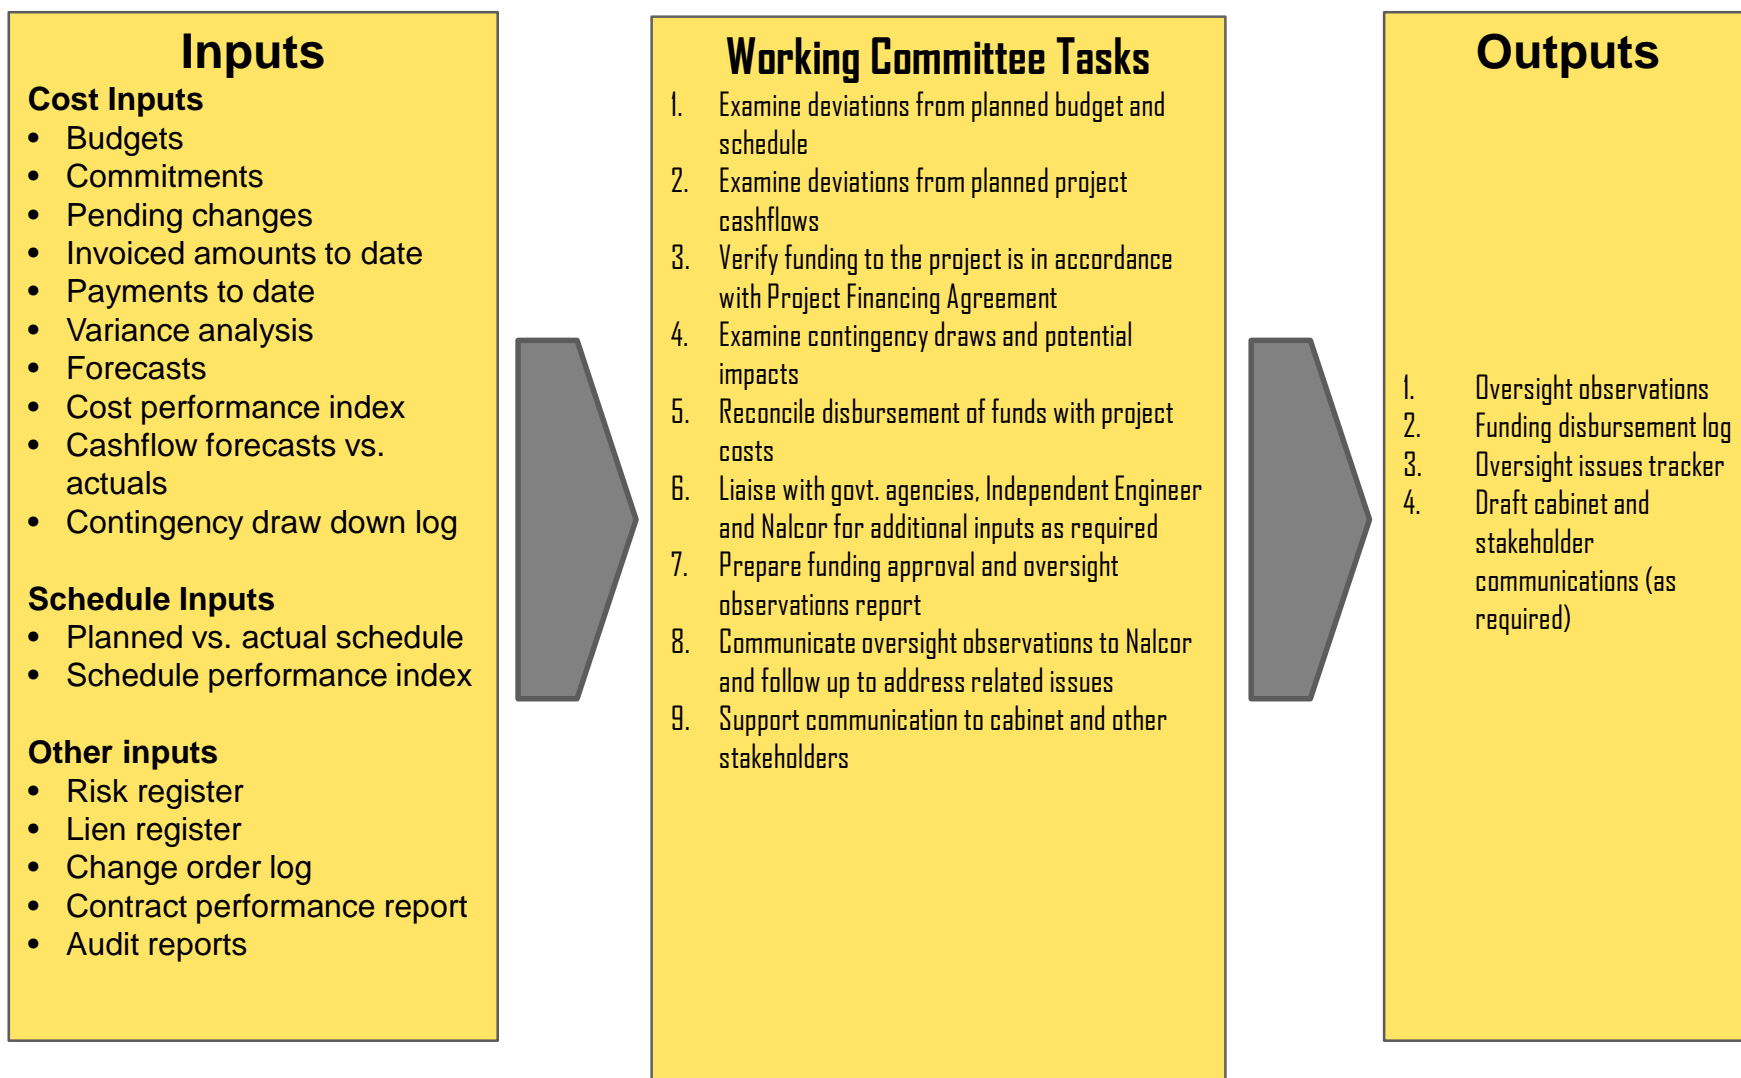 Inputs
Cost Inputs
• Budgets
• Commitments
• Pending changes
• Invoiced amounts to date
• Payments to date
• Variance analysis
• Forecasts
• Cost performance index
• Cashflow forecasts vs.
actuals
• Contingency draw down log
Schedule Inputs
• Planned vs. actual schedule
• Schedule performance index
Other inputs
• Risk register
• Lien register
• Change order log
• Contract performance report
• Audit reports
Working Committee Tasks
1. Examine deviations from planned budget and
schedule
2. Examine deviations from planned project
cashflows
3. Verify funding to the project is in accordance
with Project Financing Agreement
4. Examine contingency draws and potential
impacts
5. Reconcile disbursement of funds with project
costs
6. Liaise with govt. agencies, Independent Engineer
and Nalcor for additional inputs as required
7. Prepare funding approval and oversight
observations report
8. Communicate oversight observations to Nalcor
and follow up to address related issues
9. Support communication to cabinet and other
stakeholders
Outputs
1. Oversight observations
2. Funding disbursement log
3. Oversight issues tracker
4. Draft cabinet and
stakeholder
communications (as
required)